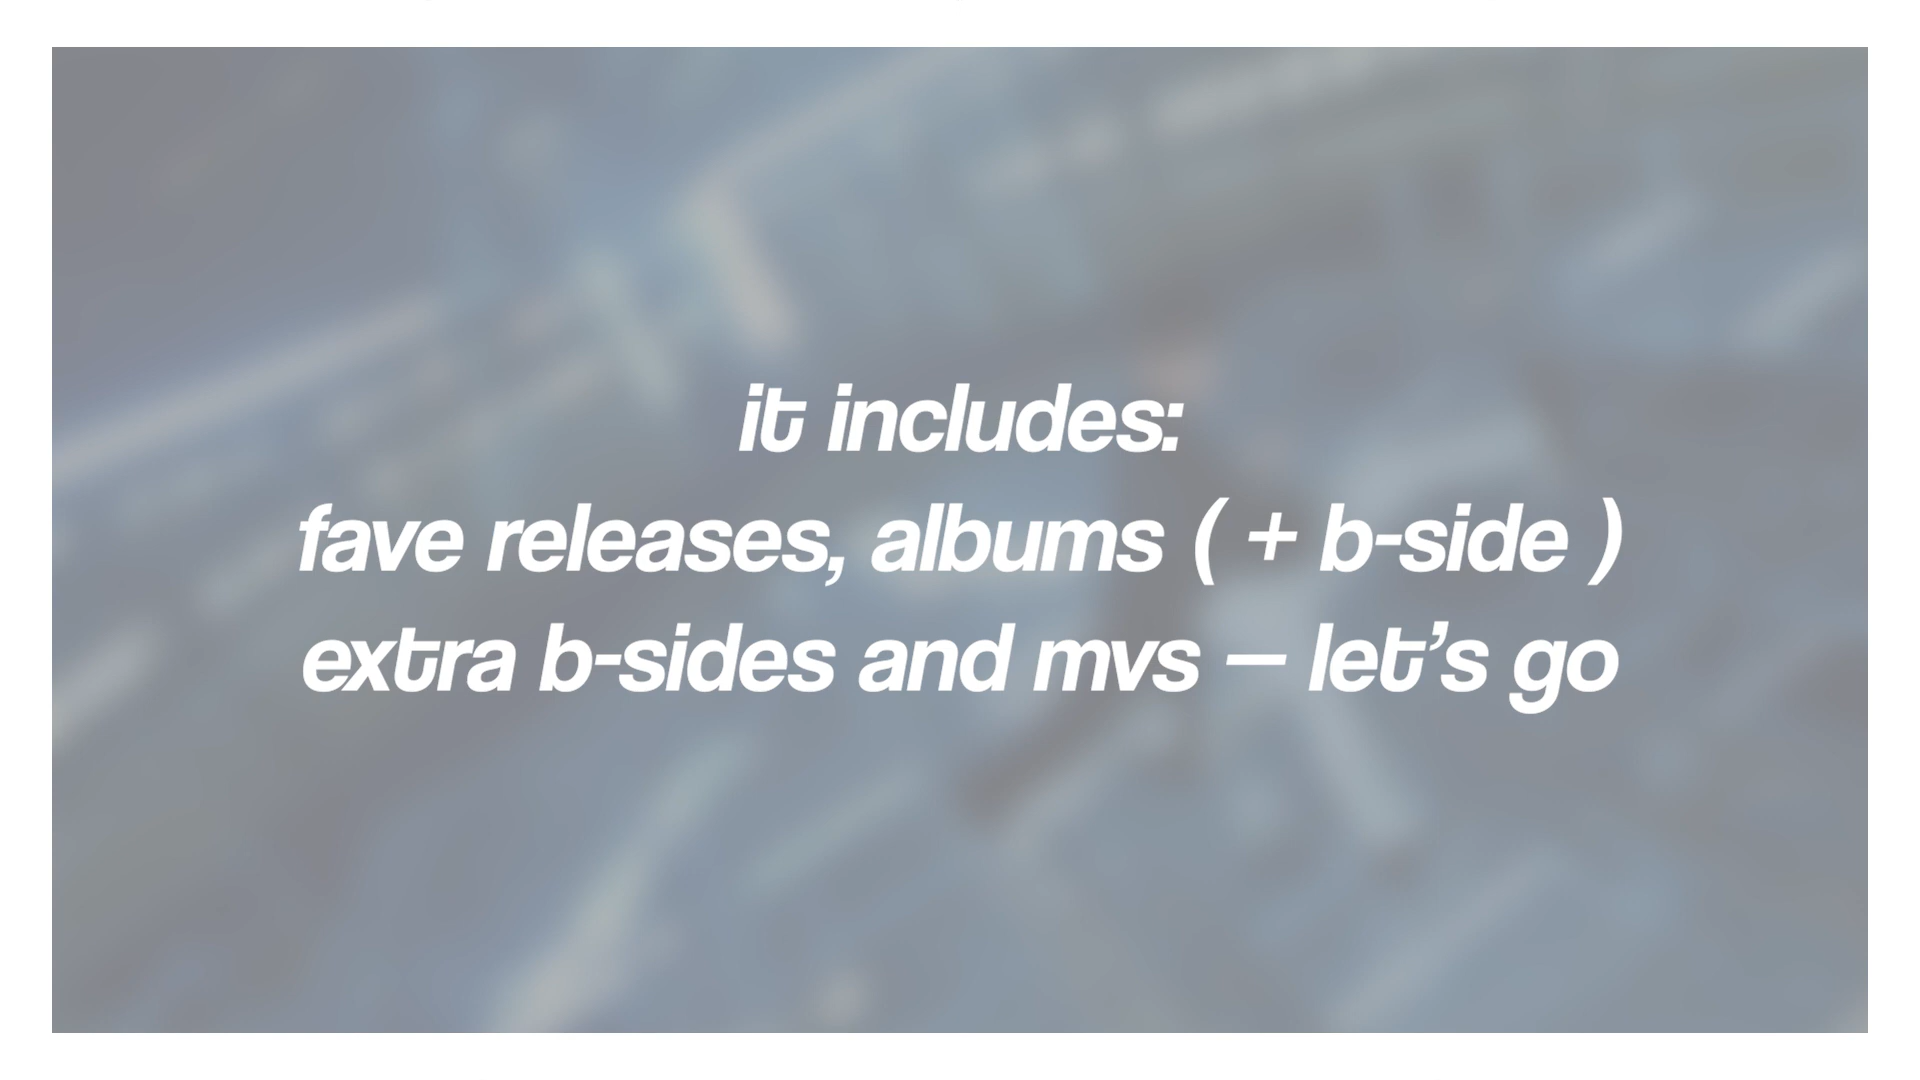 it includes:
fave releases, albums ( + b-side )
extra b-sides and mvs – let’s go